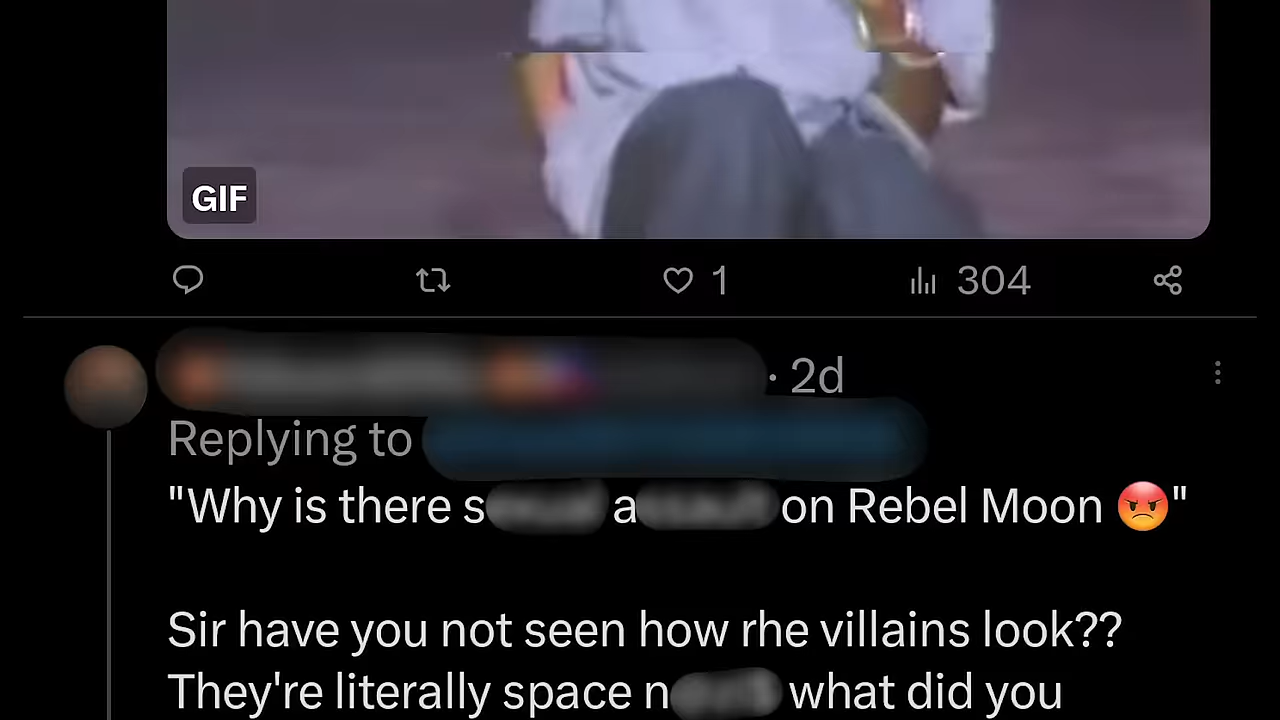 GIF
1 304
· 2d
Replying to
"Why is there s a on Rebel Moon 😡"
Sir have you not seen how rhe villains look??
They're literally space n what did you